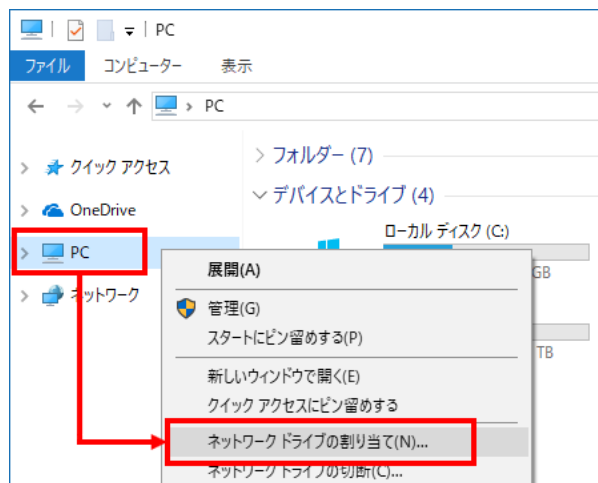 PC
ファイル コンピューター 表示
PC
クイック アクセス
OneDrive
PC
ネットワーク
フォルダー (7)
デバイスとドライブ (4)
ローカル ディスク (C:)
GB
TB
展開(A)
管理(G)
スタートにピン留めする(P)
新しいウィンドウで開く(E)
クイック アクセスにピン留めする
ネットワーク ドライブの割り当て(N)...
ネットワーク ドライブの切断(C)...